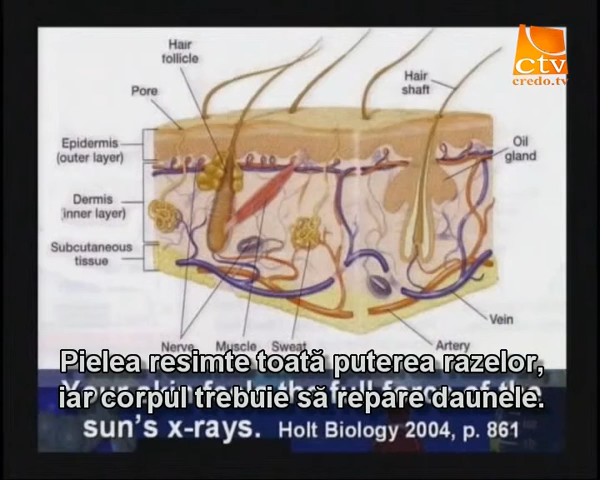 Hair
follicle
ctv
credo.tv
Hair
shaft
Pore
Epidermis
(outer layer)
Oil
gland
Dermis
(inner layer)
Subcutaneous
tissue
Vein
Nerve
Muscle
Sweat
Artery
Pielea resimte toată puterea razelor,
iar corpul trebuie să repare daunele.
sun's x-rays. Holt Biology 2004, p. 861